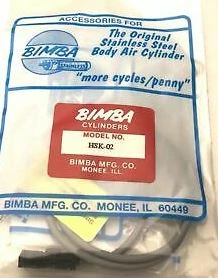 ACCESSORIES FOR
The Original
Stainless Steel
Body Air Cylinder
BIMBA
STAINLESS
"more cycles/penny"
BIMBA
CYLINDERS
MODEL NO.
HSK-02
BIMBA MFG. CO.
MONEE, ILL.
BIMBA MFG. CO. MONEE, IL 60449